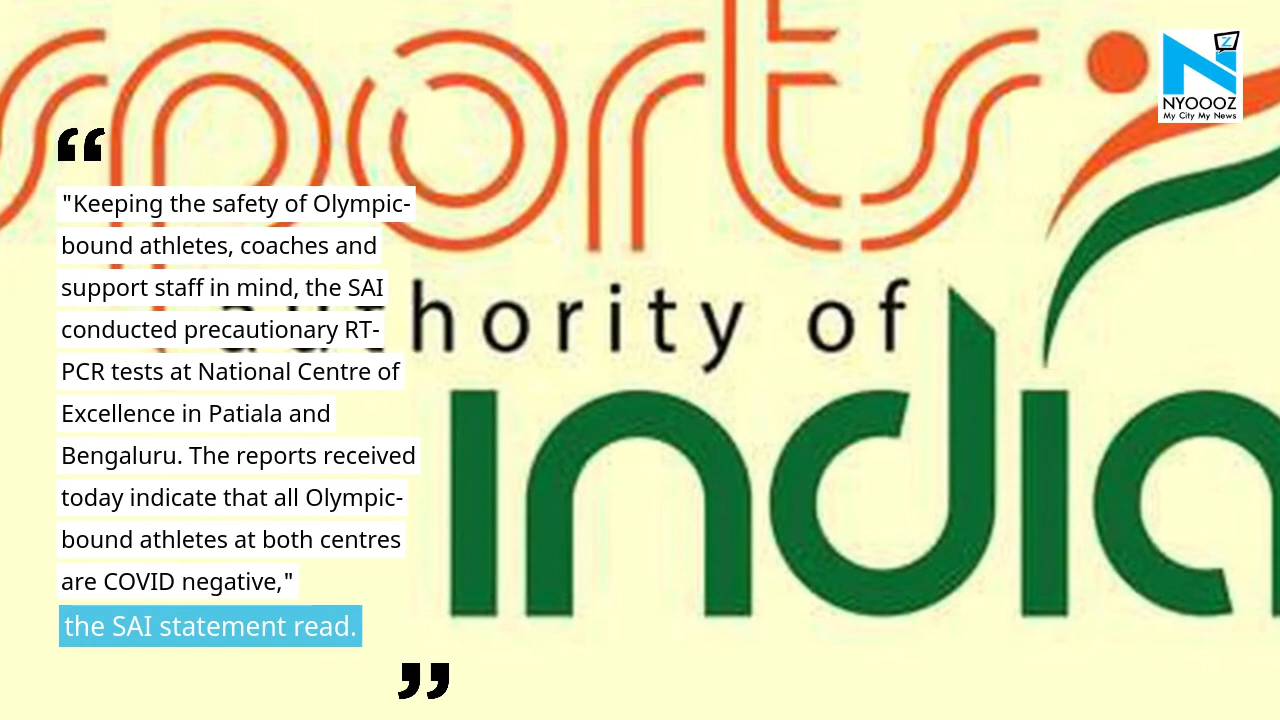 sports
NYOOOZ
My City My News
“
"Keeping the safety of Olympic-
bound athletes, coaches and
support staff in mind, the SAI
conducted precautionary RT-
PCR tests at National Centre of
Excellence in Patiala and
Bengaluru. The reports received
today indicate that all Olympic-
bound athletes at both centres
are COVID negative,"
the SAI statement read.
”
authority of
india